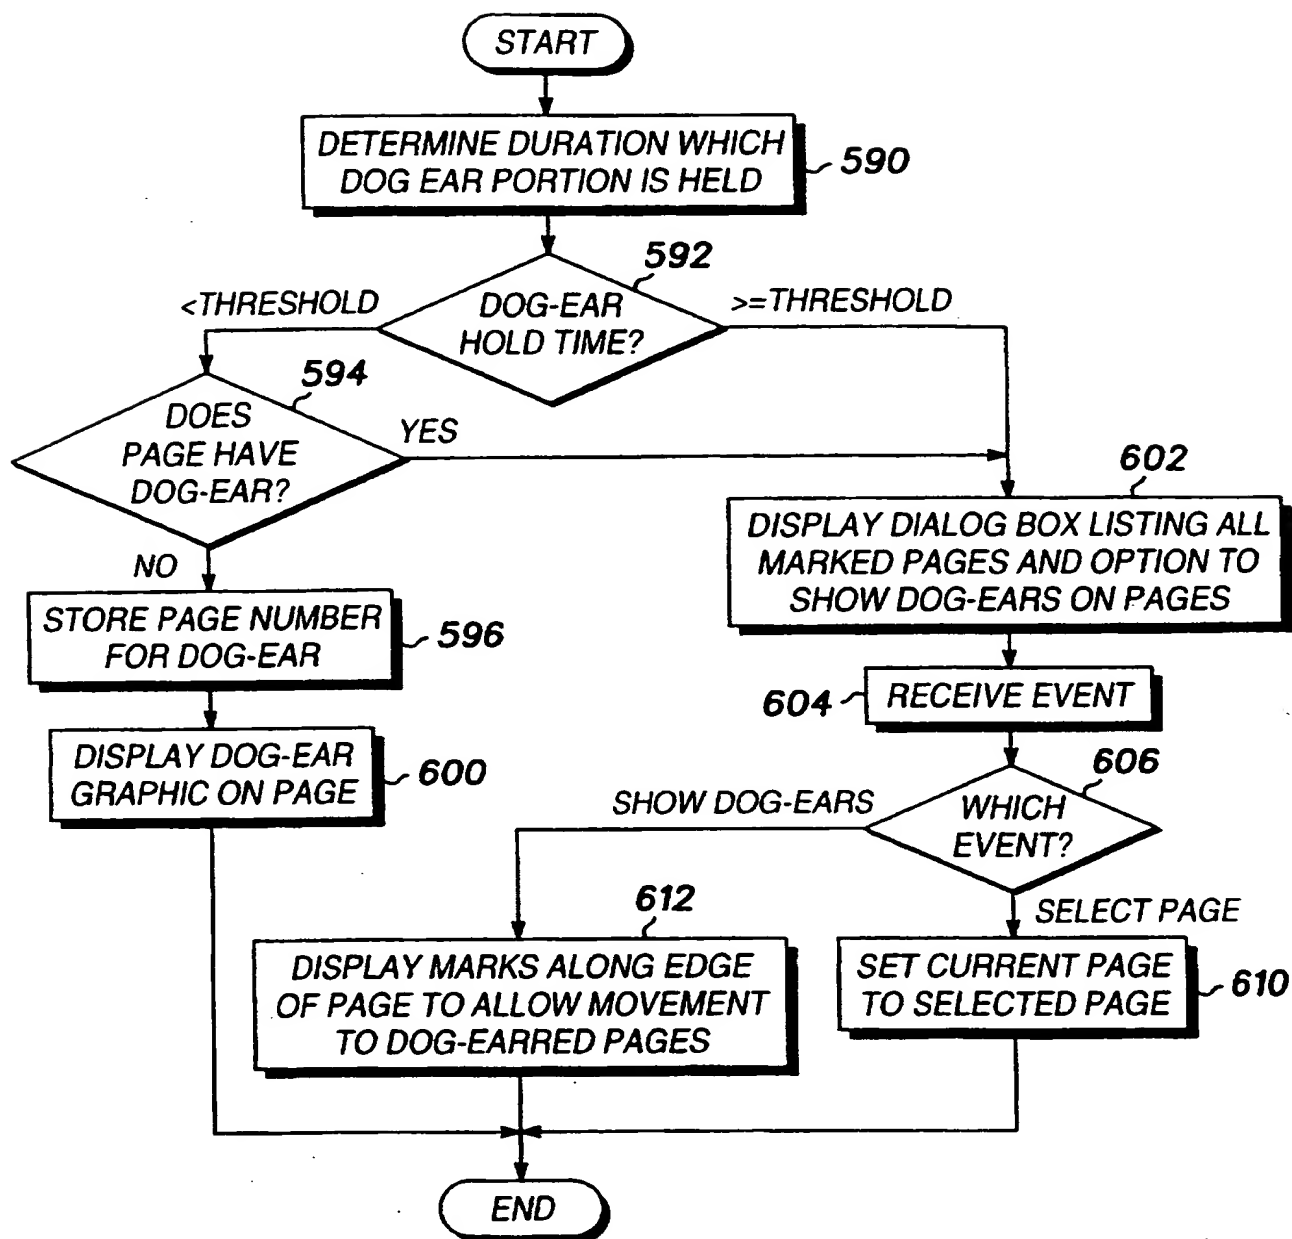 START
DETERMINE DURATION WHICH
DOG EAR PORTION IS HELD
590
592
<THRESHOLD
DOG-EAR
HOLD TIME?
>=THRESHOLD
594
DOES
PAGE HAVE
DOG-EAR?
YES
NO
602
DISPLAY DIALOG BOX LISTING ALL
MARKED PAGES AND OPTION TO
SHOW DOG-EARS ON PAGES
STORE PAGE NUMBER
FOR DOG-EAR
596
604
RECEIVE EVENT
DISPLAY DOG-EAR
GRAPHIC ON PAGE
600
606
SHOW DOG-EARS
WHICH
EVENT?
SELECT PAGE
612
DISPLAY MARKS ALONG EDGE
OF PAGE TO ALLOW MOVEMENT
TO DOG-EARRED PAGES
SET CURRENT PAGE
TO SELECTED PAGE
610
END